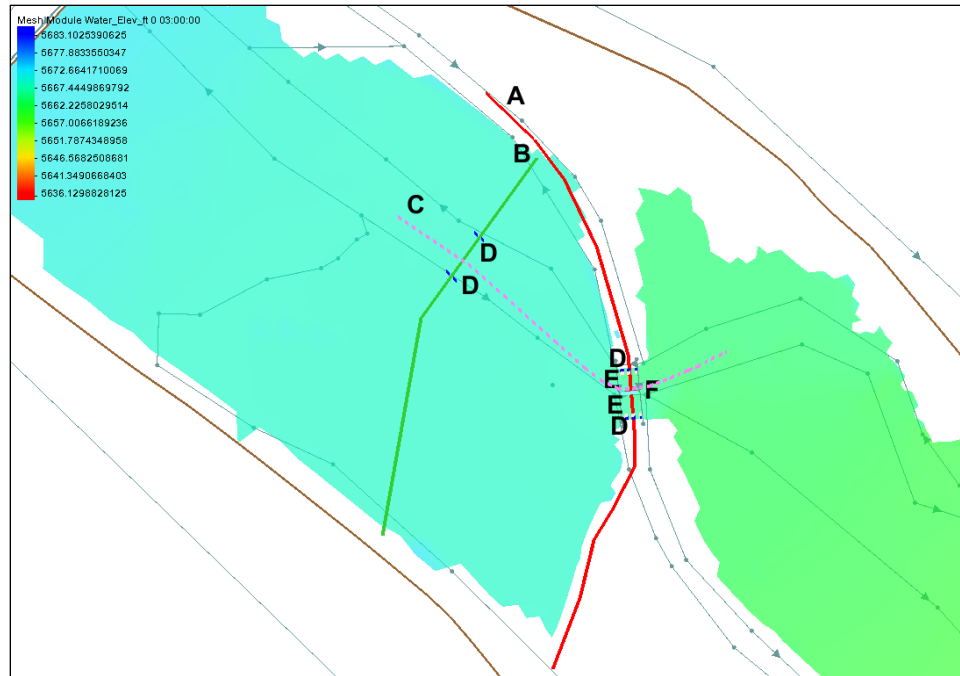 Mesh Module Water_Elev_ft 0 03:00:00
5683.1025390625
5677.8833550347
5672.6641710069
5667.4449869792
5662.2258029514
5657.0066189236
5651.7874348958
5646.5682508681
5641.3490668403
5636.1298828125
A
B
C
D
D
D
E
F
E
D